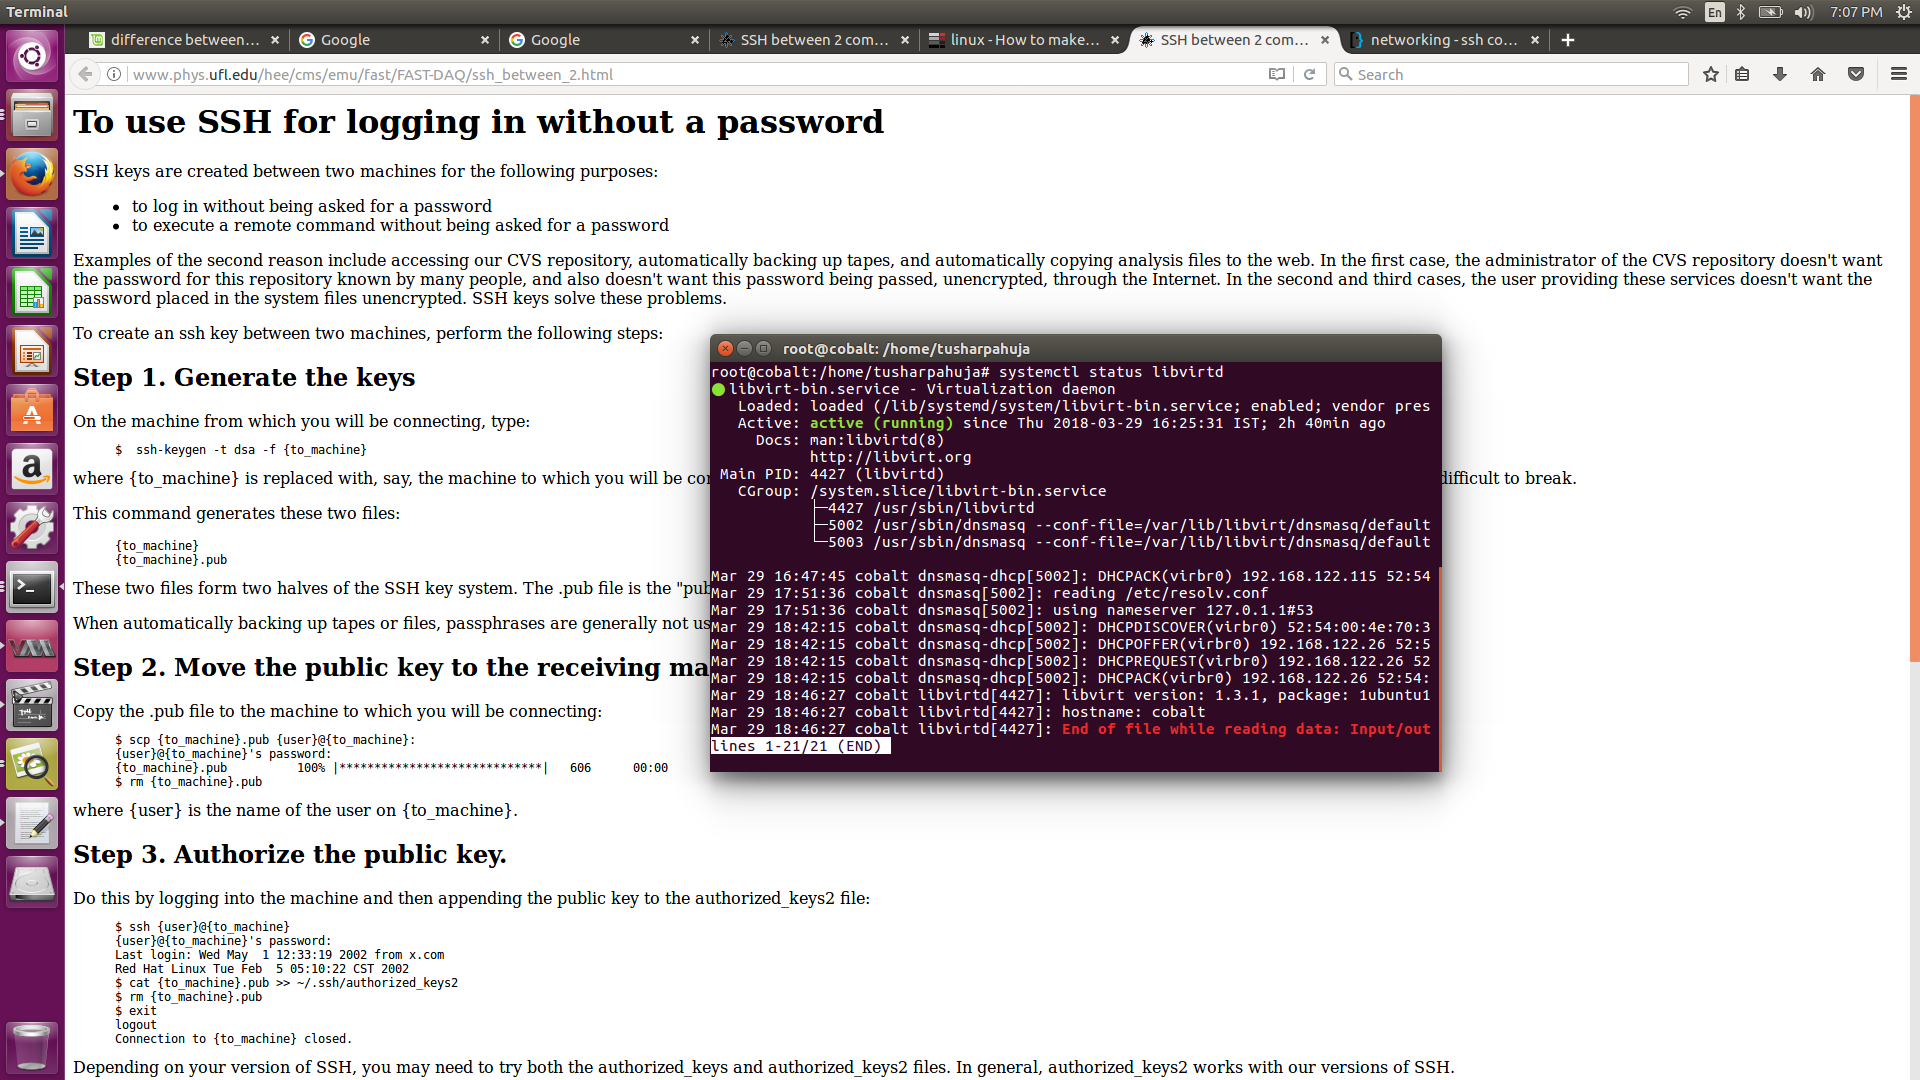 Terminal
En
7:07 PM
difference between...
Google
Google
SSH between 2 com...
linux - How to make...
SSH between 2 com...
networking - ssh co...
www.phys.ufl.edu/hee/cms/emu/fast/FAST-DAQ/ssh_between_2.html
Search
To use SSH for logging in without a password
SSH keys are created between two machines for the following purposes:
to log in without being asked for a password
to execute a remote command without being asked for a password
Examples of the second reason include accessing our CVS repository, automatically backing up tapes, and automatically copying analysis files to the web. In the first case, the administrator of the CVS repository doesn't want
the password for this repository known by many people, and also doesn't want this password being passed, unencrypted, through the Internet. In the second and third cases, the user providing these services doesn't want the
password placed in the system files unencrypted. SSH keys solve these problems.
To create an ssh key between two machines, perform the following steps:
Step 1. Generate the keys
On the machine from which you will be connecting, type:
$ ssh-keygen -t dsa -f {to_machine}
where {to_machine} is replaced with, say, the machine to which you will be
difficult to break.
This command generates these two files:
{to_machine}
{to_machine}.pub
These two files form two halves of the SSH key system. The .pub file is the "pub
When automatically backing up tapes or files, passphrases are generally not us
Step 2. Move the public key to the receiving ma
Copy the .pub file to the machine to which you will be connecting:
$ scp {to_machine}.pub {user}@{to_machine}:
{user}@{to_machine}'s password:
{to_machine}.pub 100% |*****************************| 606 00:00
$ rm {to_machine}.pub
where {user} is the name of the user on {to_machine}.
Step 3. Authorize the public key.
Do this by logging into the machine and then appending the public key to the authorized_keys2 file:
$ ssh {user}@{to_machine}
{user}@{to_machine}'s password:
Last login: Wed May 1 12:33:19 2002 from x.com
Red Hat Linux Tue Feb 5 05:10:22 CST 2002
$ cat {to_machine}.pub >> ~/.ssh/authorized_keys2
$ rm {to_machine}.pub
$ exit
logout
Connection to {to_machine} closed.
Depending on your version of SSH, you may need to try both the authorized_keys and authorized_keys2 files. In general, authorized_keys2 works with our versions of SSH.
root@cobalt: /home/tusharpahuja
root@cobalt:/home/tusharpahuja# systemctl status libvirtd
libvirt-bin.service - Virtualization daemon
Loaded: loaded (/lib/systemd/system/libvirt-bin.service; enabled; vendor pres
Active: active (running) since Thu 2018-03-29 16:25:31 IST; 2h 40min ago
Docs: man:libvirtd(8)
http://libvirt.org
Main PID: 4427 (libvirtd)
CGroup: /system.slice/libvirt-bin.service
├─4427 /usr/sbin/libvirtd
├─5002 /usr/sbin/dnsmasq --conf-file=/var/lib/libvirt/dnsmasq/default
└─5003 /usr/sbin/dnsmasq --conf-file=/var/lib/libvirt/dnsmasq/default
Mar 29 16:47:45 cobalt dnsmasq-dhcp[5002]: DHCPACK(virbr0) 192.168.122.115 52:54
Mar 29 17:51:36 cobalt dnsmasq[5002]: reading /etc/resolv.conf
Mar 29 17:51:36 cobalt dnsmasq[5002]: using nameserver 127.0.1.1#53
Mar 29 18:42:15 cobalt dnsmasq-dhcp[5002]: DHCPDISCOVER(virbr0) 52:54:00:4e:70:3
Mar 29 18:42:15 cobalt dnsmasq-dhcp[5002]: DHCPOFFER(virbr0) 192.168.122.26 52:5
Mar 29 18:42:15 cobalt dnsmasq-dhcp[5002]: DHCPREQUEST(virbr0) 192.168.122.26 52
Mar 29 18:42:15 cobalt dnsmasq-dhcp[5002]: DHCPACK(virbr0) 192.168.122.26 52:54:
Mar 29 18:46:27 cobalt libvirtd[4427]: libvirt version: 1.3.1, package: 1ubuntu1
Mar 29 18:46:27 cobalt libvirtd[4427]: hostname: cobalt
Mar 29 18:46:27 cobalt libvirtd[4427]: End of file while reading data: Input/out
lines 1-21/21 (END)